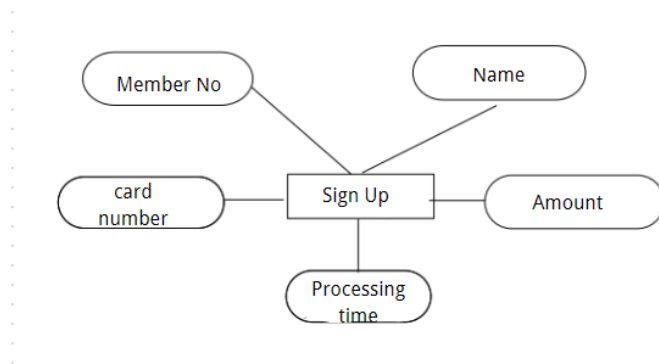 Member No
Name
card
number
Sign Up
Amount
Processing
time